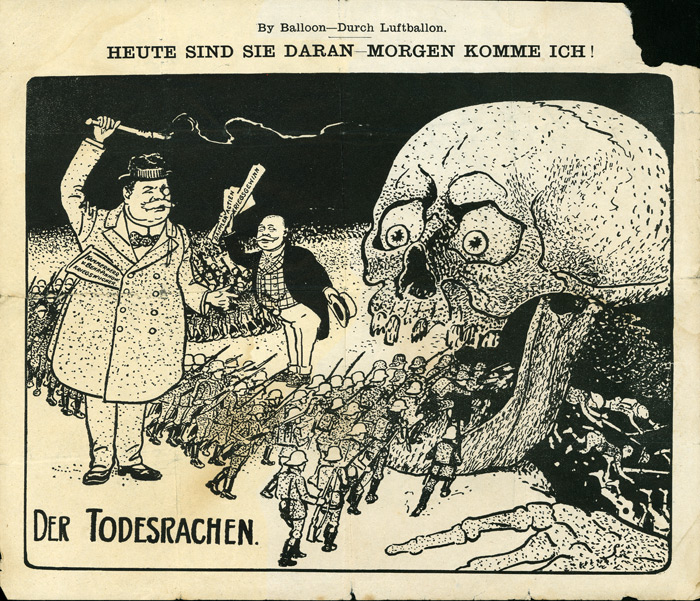 By Balloon—Durch Luftballon.
HEUTE SIND SIE DARAN—MORGEN KOMME ICH!
DER TODESRACHEN.